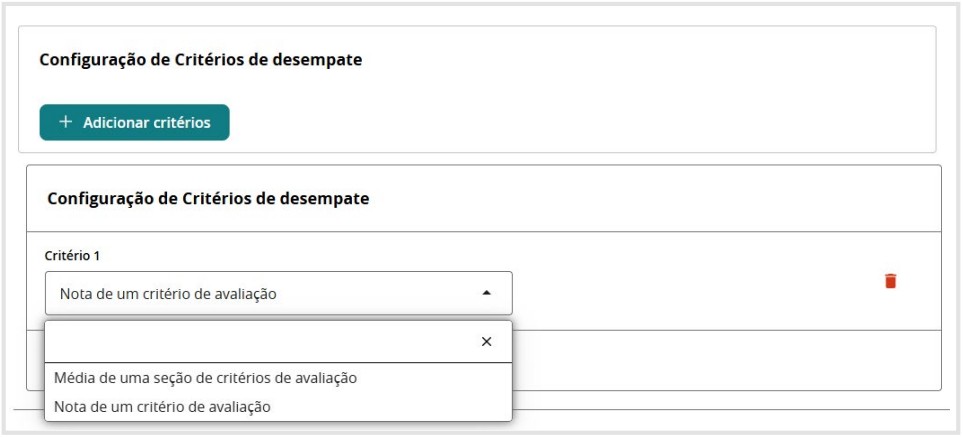 Configuração de Critérios de desempate
+ Adicionar critérios
Configuração de Critérios de desempate
Critério 1
Nota de um critério de avaliação
Média de uma seção de critérios de avaliação
Nota de um critério de avaliação